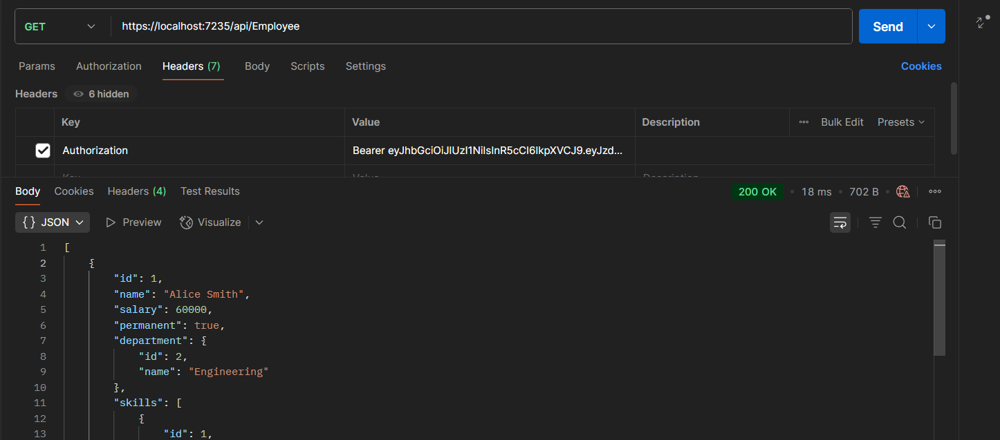 GET https://localhost:7235/api/Employee Send
Params Authorization Headers (7) Body Scripts Settings Cookies
Headers 6 hidden
Key Value Description Bulk Edit Presets
Authorization Bearer eyJhbGciOiJIUzI1NiIsInR5cCI6IkpXVCJ9.eyJzd...
Key Value Description
Body Cookies Headers (4) Test Results 200 OK • 18 ms • 702 B •
{} JSON Preview Visualize
1 [
2 {
3 "id": 1,
4 "name": "Alice Smith",
5 "salary": 60000,
6 "permanent": true,
7 "department": {
8 "id": 2,
9 "name": "Engineering"
10 },
11 "skills": [
12 {
13 "id": 1,